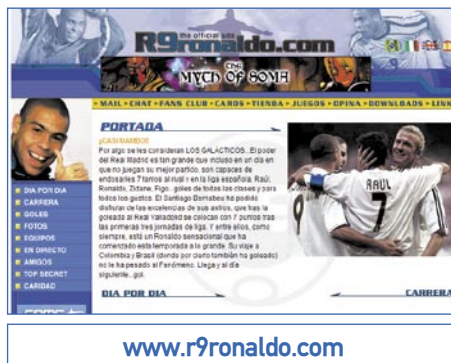 the official site
R9ronaldo.com
THE
MYTH OF SOMA
MAIL CHAT FANS CLUB CARDS TIENDA JUEGOS OPINA DOWNLOADS LINK
PORTADA
¡CASI NAMBD!
Por algo se les consideran LOS GALÁCTICOS...El poder
del Real Madrid es tan grande que incluso en un día en
que no juegan su mejor partido, son capaces de
endosarles 7 tantos al rival r en la liga española. Raúl,
Ronaldo, Zidane, Figo...goles de todas las clases y para
todos los gustos. El Santiago Bernabeu ha podido
disfrutar de las excelencias de sus astros, que tras la
goleada al Real Valladolid se colocan con 7 puntos tras
las primeras tres jornadas de liga. Y entre ellos, como
siempre, está un Ronaldo sensacional que ha
comenzado esta temporada a lo grande. Su viaje a
Colombia y Brasil (donde por cierto también ha goleado)
no le ha pesado al Fenómeno. Llega y al día
siguiente...gol.
RAUL
7
DIA POR DIA
CARRERA
GOLES
FOTOS
EQUIPOS
EN DIRECTO
AMIGOS
TOP SECRET
CARIDAD
DIA POR DIA
CARRERA
www.r9ronaldo.com